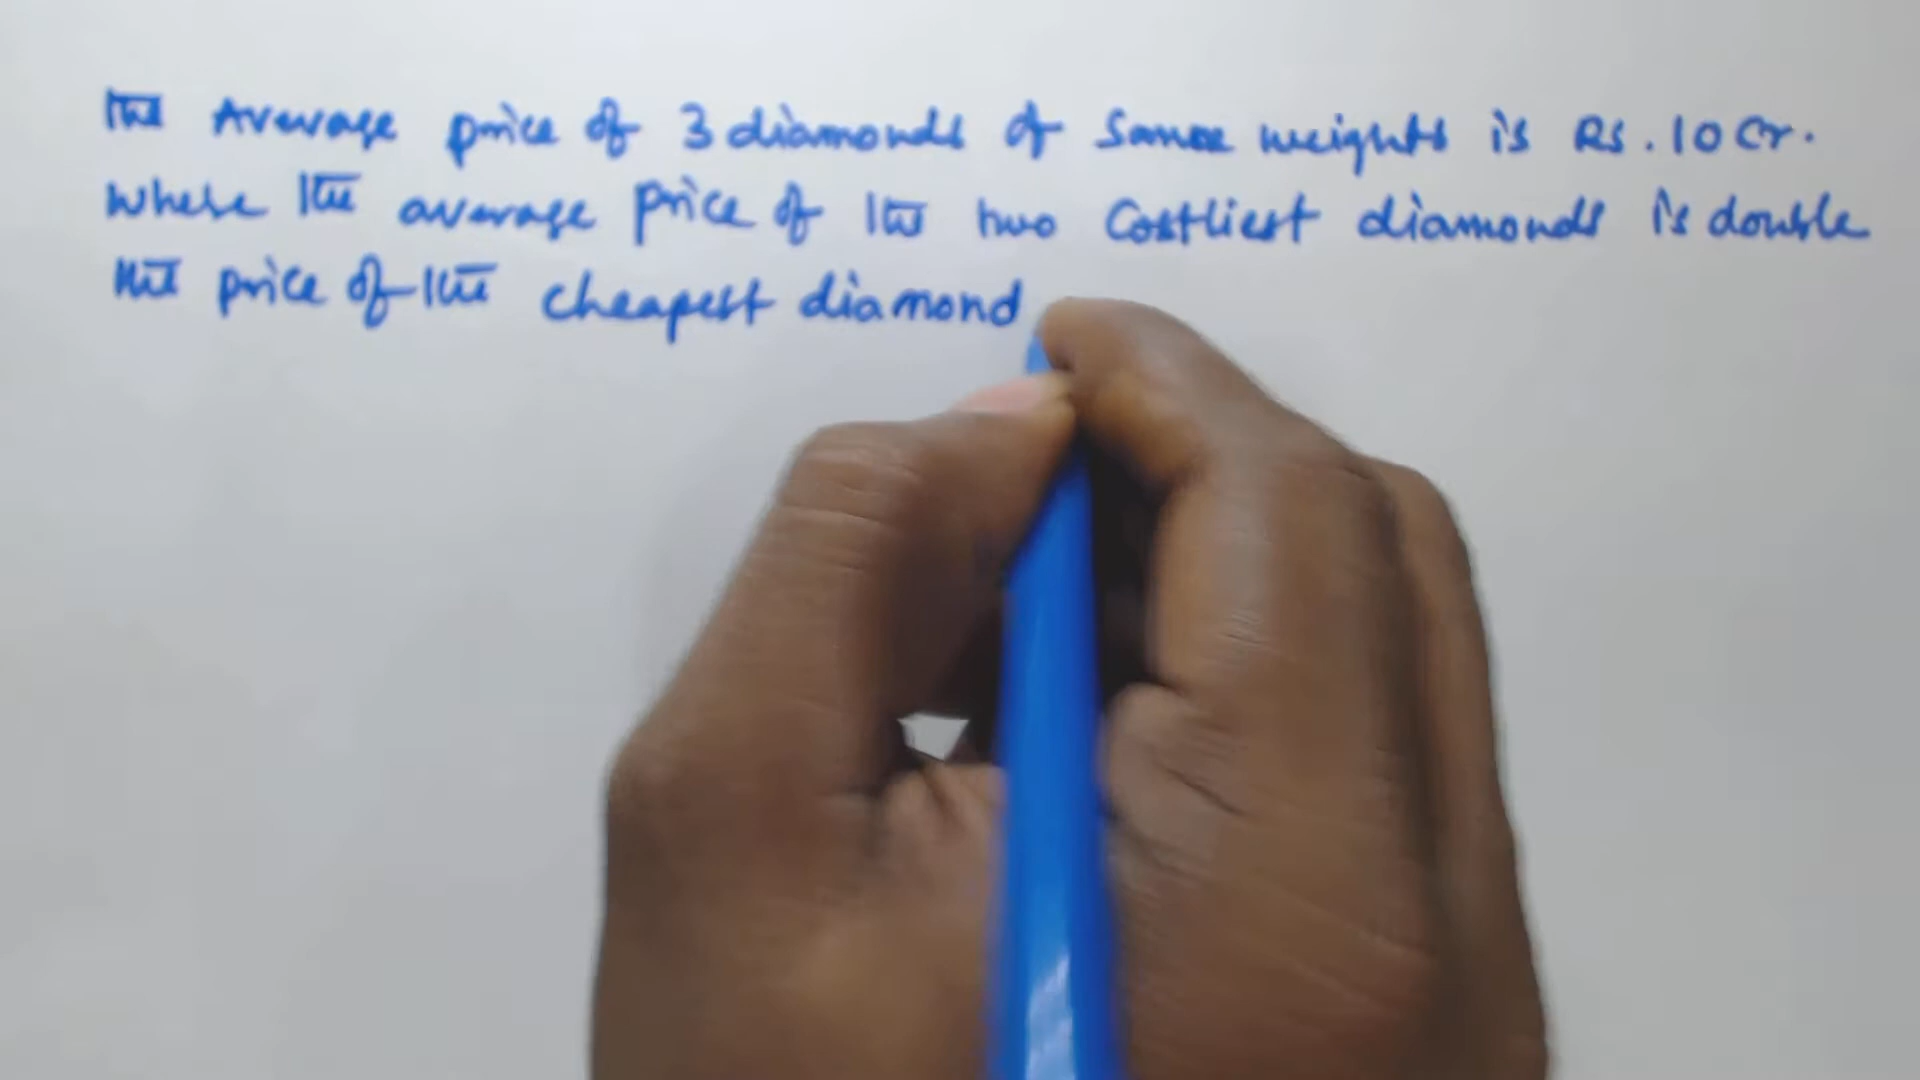 The Average price of 3 diamonds of Same weights is Rs. 10 Cr.
Where the average price of the two Costliest diamonds is double
the price of the cheapest diamond